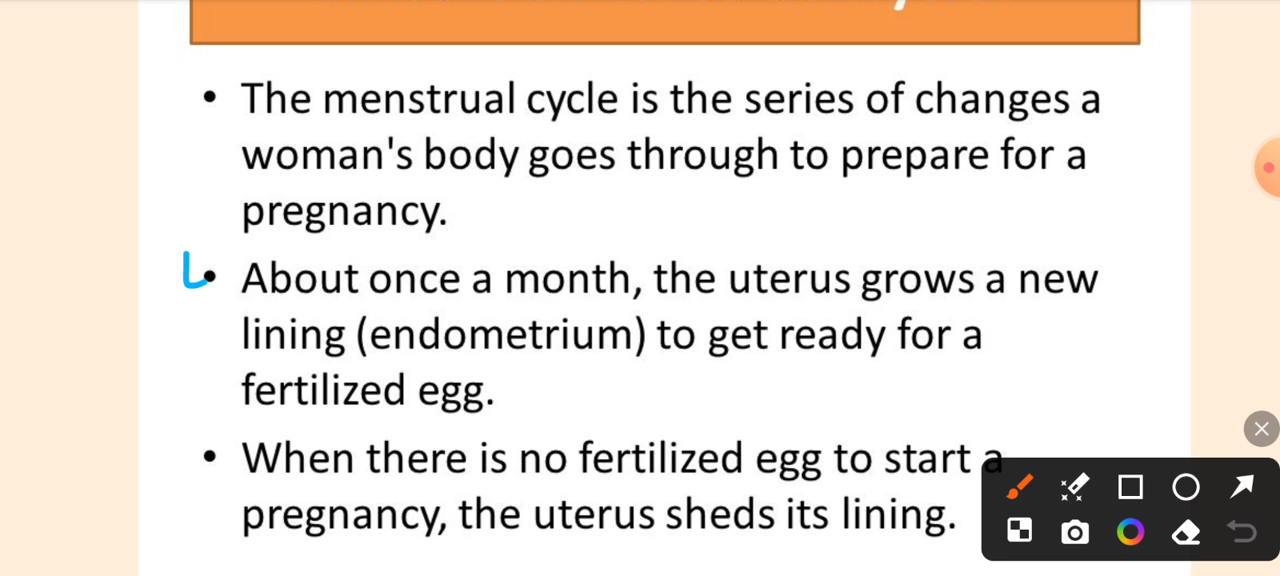 • The menstrual cycle is the series of changes a
woman's body goes through to prepare for a
pregnancy.
• About once a month, the uterus grows a new
lining (endometrium) to get ready for a
fertilized egg.
• When there is no fertilized egg to start a
pregnancy, the uterus sheds its lining.